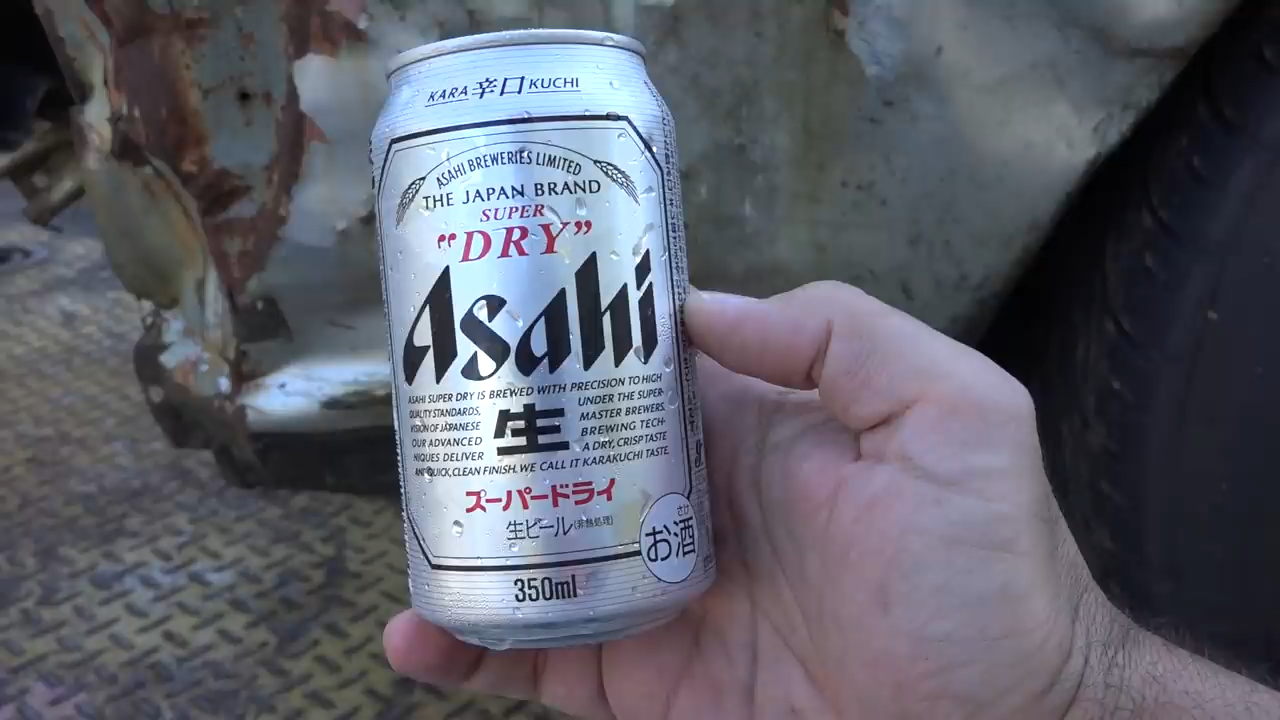 KARA 辛口 KUCHI
ASAHI BREWERIES LIMITED
THE JAPAN BRAND
SUPER
“DRY”
Asahi
ASAHI SUPER DRY IS BREWED WITH PRECISION TO HIGH
QUALITY STANDARDS, UNDER THE SUPER-
VISION OF JAPANESE MASTER BREWERS.
OUR ADVANCED 生 BREWING TECH-
NIQUES DELIVER A DRY, CRISP TASTE
AND QUICK, CLEAN FINISH. WE CALL IT KARAKUCHI TASTE.
スーパードライ
生ビール(非熱処理)
さけ
お酒
350ml